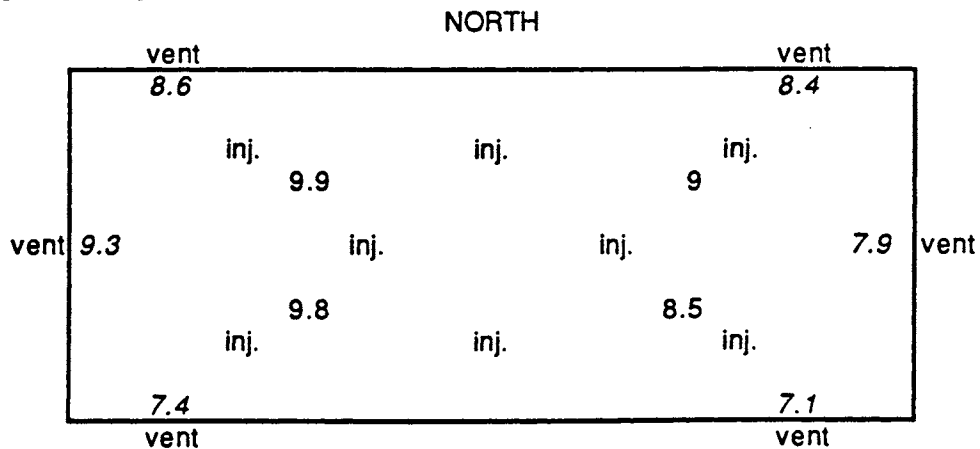 NORTH
vent vent
8.6 8.4
inj. inj. inj.
9.9 9
vent 9.3 inj. inj. 7.9 vent
9.8 8.5
inj. inj. inj.
7.4 7.1
vent vent